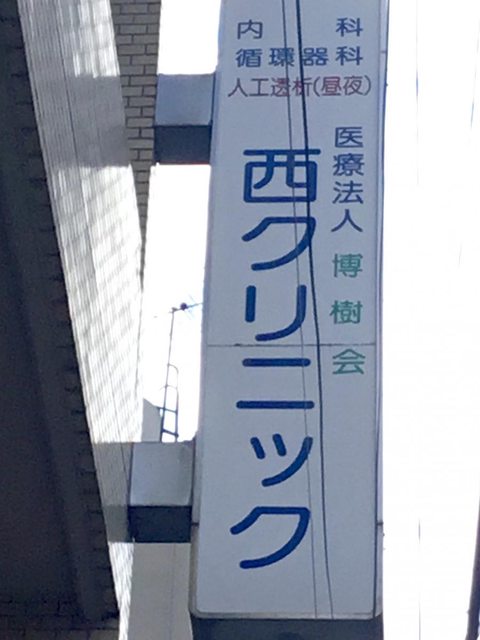 内科
循環器科
人工透析(昼夜)
医療法人 博樹会
西クリニック